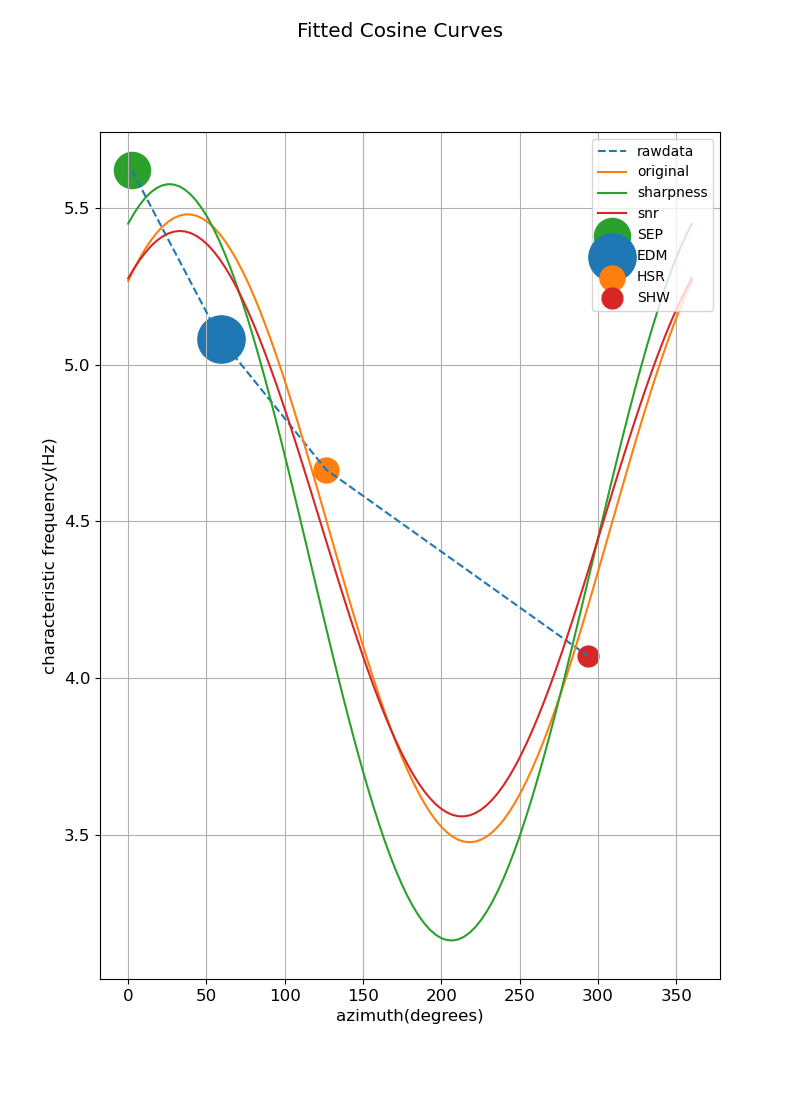 Fitted Cosine Curves
rawdata
original
sharpness
snr
SEP
EDM
HSR
SHW
5.5
5.0
4.5
4.0
3.5
characteristic frequency(Hz)
0 50 100 150 200 250 300 350
azimuth(degrees)